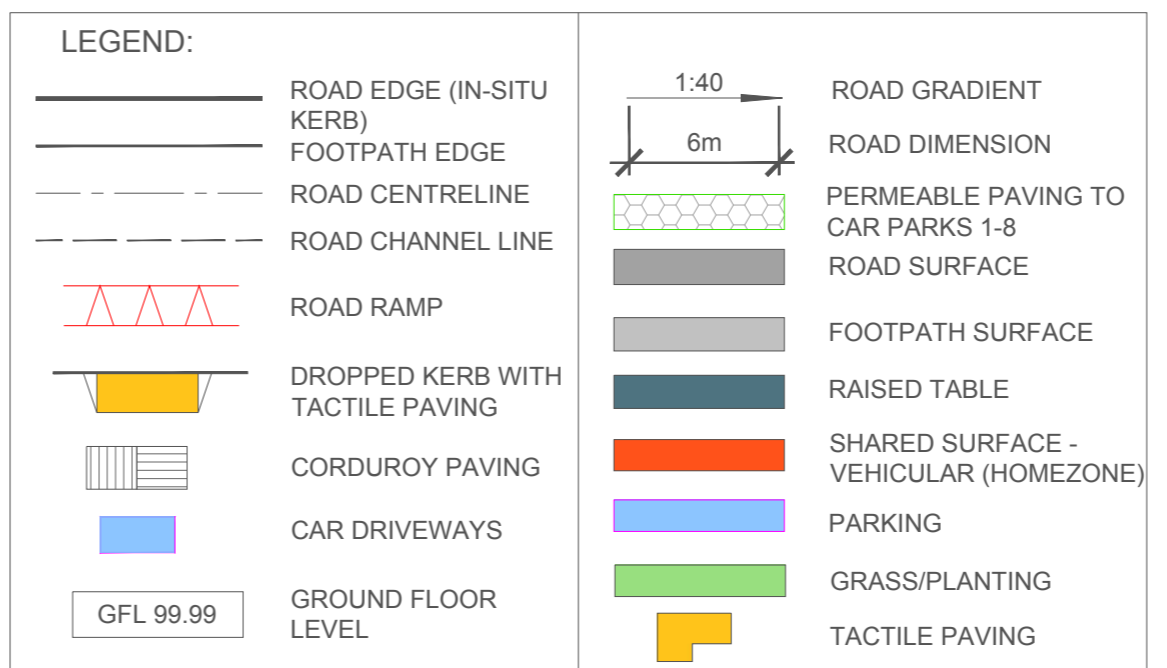 LEGEND:
ROAD EDGE (IN-SITU
KERB)
FOOTPATH EDGE
ROAD CENTRELINE
ROAD CHANNEL LINE
ROAD RAMP
DROPPED KERB WITH
TACTILE PAVING
CORDUROY PAVING
CAR DRIVEWAYS
GFL 99.99
GROUND FLOOR
LEVEL
1:40
ROAD GRADIENT
6m
ROAD DIMENSION
PERMEABLE PAVING TO
CAR PARKS 1-8
ROAD SURFACE
FOOTPATH SURFACE
RAISED TABLE
SHARED SURFACE -
VEHICULAR (HOMEZONE)
PARKING
GRASS/PLANTING
TACTILE PAVING